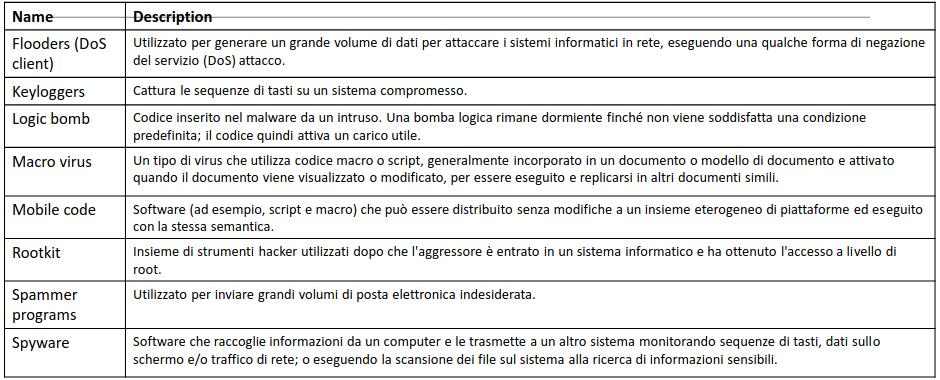 Name Description
Flooders (DoS Utilizzato per generare un grande volume di dati per attaccare i sistemi informatici in rete, eseguendo una qualche forma di negazione
client) del servizio (DoS) attacco.
Keyloggers Cattura le sequenze di tasti su un sistema compromesso.
Logic bomb Codice inserito nel malware da un intruso. Una bomba logica rimane dormiente finché non viene soddisfatta una condizione
predefinita; il codice quindi attiva un carico utile.
Macro virus Un tipo di virus che utilizza codice macro o script, generalmente incorporato in un documento o modello di documento e attivato
quando il documento viene visualizzato o modificato, per essere eseguito e replicarsi in altri documenti simili.
Mobile code Software (ad esempio, script e macro) che può essere distribuito senza modifiche a un insieme eterogeneo di piattaforme ed eseguito
con la stessa semantica.
Rootkit Insieme di strumenti hacker utilizzati dopo che l'aggressore è entrato in un sistema informatico e ha ottenuto l'accesso a livello di
root.
Spammer Utilizzato per inviare grandi volumi di posta elettronica indesiderata.
programs
Spyware Software che raccoglie informazioni da un computer e le trasmette a un altro sistema monitorando sequenze di tasti, dati sullo
schermo e/o traffico di rete; o eseguendo la scansione dei file sul sistema alla ricerca di informazioni sensibili.